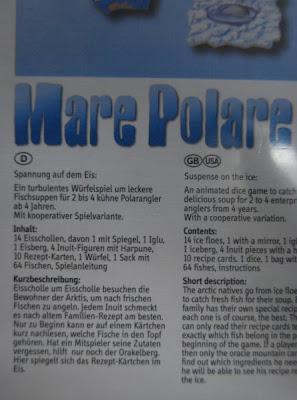 Mare Polare
D
Spannung auf dem Eis:
Ein turbulentes Würfelspiel um leckere
Fischsuppen für 2 bis 4 kühne Polarangler
ab 4 Jahren.
Mit kooperativer Spielvariante.
Inhalt:
14 Eisschollen, davon 1 mit Spiegel, 1 Iglu,
1 Eisberg, 4 Inuit-Figuren mit Harpune,
10 Rezept-Karten, 1 Würfel, 1 Sack mit
64 Fischen, Spielanleitung
Kurzbeschreibung:
Eisscholle um Eisscholle besuchen die
Bewohner der Arktis, um nach frischen
Fischen zu angeln. Jedem Inuit schmeckt
es nach altem Familien-Rezept am besten.
Nur zu Beginn kann er auf einem Kärtchen
kurz nachlesen, welche Fische in den Topf
gehören. Hat ein Mitspieler seine Zutaten
vergessen, hilft nur noch der Orakelberg.
Hier spiegelt sich das Rezept-Kärtchen im
Eis.
GB USA
Suspense on the ice:
An animated dice game to catch
delicious soup for 2 to 4 enterpr
anglers from 4 years.
With a cooperative variation.
Contents:
14 ice floes, 1 with a mirror, 1 igl
1 iceberg, 4 Inuit pieces with a h
10 recipe cards, 1 dice, 1 bag wit
64 fishes, instructions
Short description:
The arctic natives go from ice floe
to catch fresh fish for their soup.
family has their own special recip
each one is of course, the best. Th
can only read their recipe cards to
exactly which fish belong in the p
beginning of the game. If a player
then only the oracle mountain can
find out which ingredients he nee
he will be able to see his recipe re
the ice.